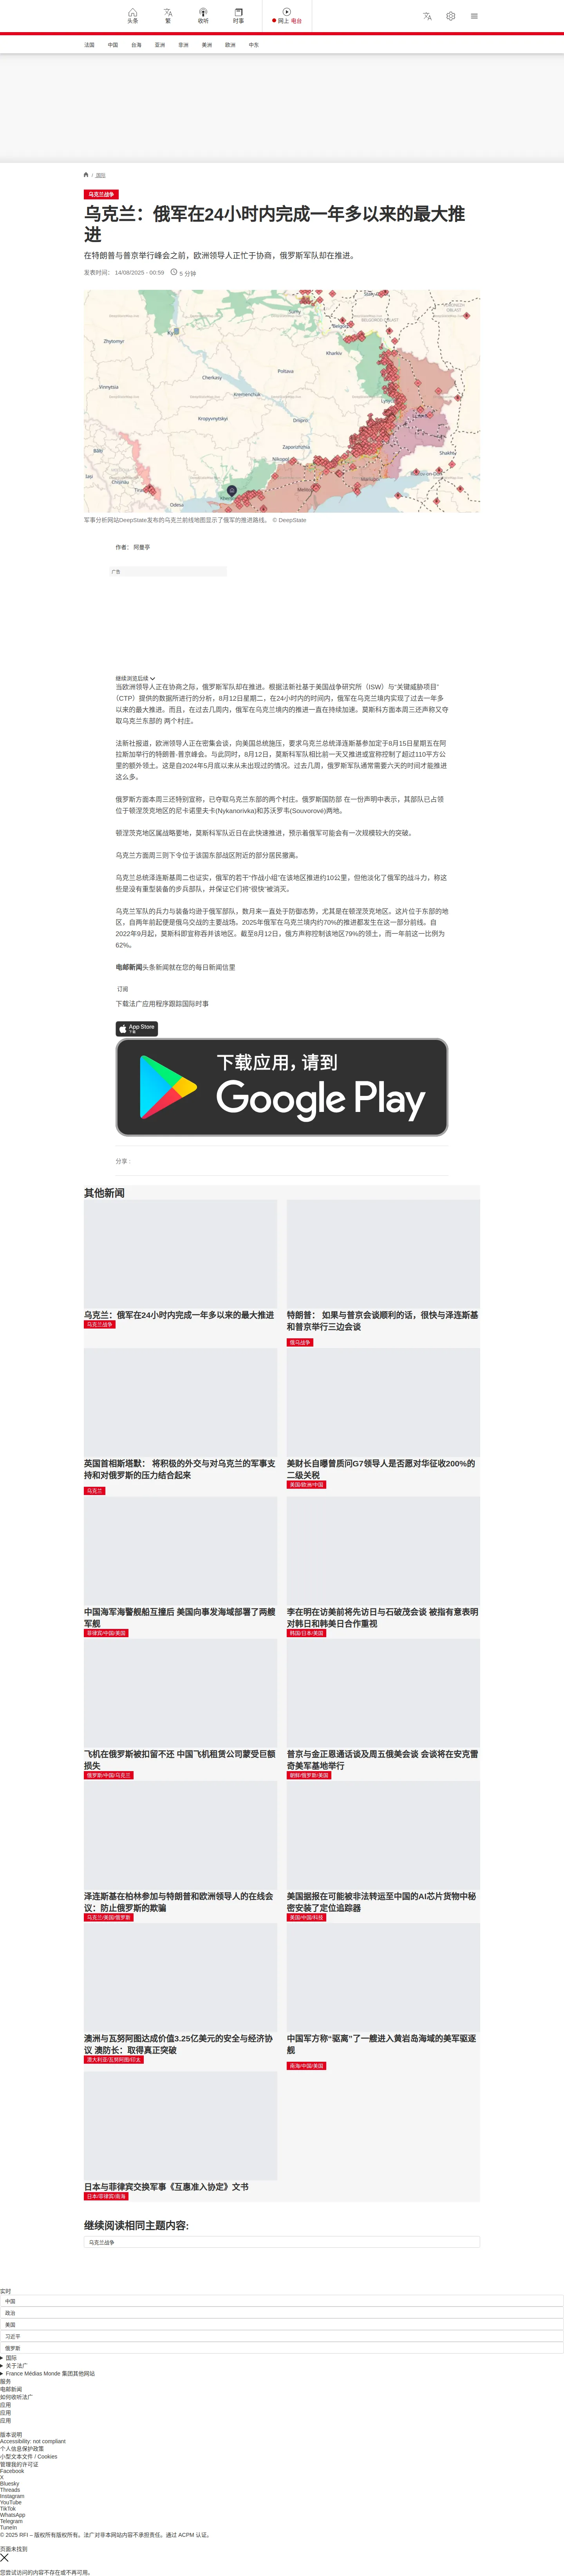 头条
繁
收听
时事
网上 电台
法国 中国 台海 亚洲 非洲 美洲 欧洲 中东
/ 国际
乌克兰战争
乌克兰：俄军在24小时内完成一年多以来的最大推
进
在特朗普与普京举行峰会之前，欧洲领导人正忙于协商，俄罗斯军队却在推进。
发表时间： 14/08/2025 - 00:59 5 分钟
Sumy
Belgorod
Zhytomyr
Kharkiv
Poltava
Cherkasy
Vinnytsia
Kremenchuk
Kropyvnytskyi
Dnipro
Zaporizhzhia
Bălți
Nikopol
Iași
Chișinău
Tiraspol
Odesa
Mariupol
军事分析网站DeepState发布的乌克兰前线地图显示了俄军的推进路线。 © DeepState
作者： 阿曼亭
广告
继续浏览后续
当欧洲领导人正在协商之际，俄罗斯军队却在推进。根据法新社基于美国战争研究所（ISW）与“关键威胁项目”
（CTP）提供的数据所进行的分析，8月12日星期二，在24小时内的时间内，俄军在乌克兰境内实现了过去一年多
以来的最大推进。而且，在过去几周内，俄军在乌克兰境内的推进一直在持续加速。莫斯科方面本周三还声称又夺
取乌克兰东部的 两个村庄。
法新社报道，欧洲领导人正在密集会谈，向美国总统施压，要求乌克兰总统泽连斯基参加定于8月15日星期五在阿
拉斯加举行的特朗普-普京峰会。与此同时，8月12日，莫斯科军队相比前一天又推进或宣称控制了超过110平方公
里的额外领土。这是自2024年5月底以来从未出现过的情况。过去几周，俄罗斯军队通常需要六天的时间才能推进
这么多。
俄罗斯方面本周三还特别宣称，已夺取乌克兰东部的两个村庄。俄罗斯国防部 在一份声明中表示，其部队已占领
位于顿涅茨克地区的尼卡诺里夫卡(Nykanorivka)和苏沃罗韦(Souvorové)两地。
顿涅茨克地区属战略要地，莫斯科军队近日在此快速推进，预示着俄军可能会有一次规模较大的突破。
乌克兰方面周三则下令位于该国东部战区附近的部分居民撤离。
乌克兰总统泽连斯基周二也证实，俄军的若干“作战小组”在该地区推进约10公里，但他淡化了俄军的战斗力，称这
些是没有重型装备的步兵部队，并保证它们将“很快”被消灭。
乌克兰军队的兵力与装备均逊于俄军部队，数月来一直处于防御态势，尤其是在顿涅茨克地区。这片位于东部的地
区，自两年前起便是俄乌交战的主要战场。2025年俄军在乌克兰境内约70%的推进都发生在这一部分前线。自
2022年9月起，莫斯科即宣称吞并该地区。截至8月12日，俄方声称控制该地区79%的领土，而一年前这一比例为
62%。
电邮新闻头条新闻就在您的每日新闻信里
订阅
下载法广应用程序跟踪国际时事
App Store
下载
下载应用，请到
Google Play
分享 :
其他新闻
乌克兰：俄军在24小时内完成一年多以来的最大推进
乌克兰战争
特朗普： 如果与普京会谈顺利的话，很快与泽连斯基
和普京举行三边会谈
俄乌战争
英国首相斯塔默： 将积极的外交与对乌克兰的军事支
持和对俄罗斯的压力结合起来
乌克兰
美财长自曝曾质问G7领导人是否愿对华征收200%的
二级关税
美国/欧洲/中国
中国海军海警舰船互撞后 美国向事发海域部署了两艘
军舰
菲律宾/中国/美国
李在明在访美前将先访日与石破茂会谈 被指有意表明
对韩日和韩美日合作重视
韩国/日本/美国
飞机在俄罗斯被扣留不还 中国飞机租赁公司蒙受巨额
损失
俄罗斯/中国/乌克兰
普京与金正恩通话谈及周五俄美会谈 会谈将在安克雷
奇美军基地举行
朝鲜/俄罗斯/美国
泽连斯基在柏林参加与特朗普和欧洲领导人的在线会
议：防止俄罗斯的欺骗
乌克兰/美国/俄罗斯
美国据报在可能被非法转运至中国的AI芯片货物中秘
密安装了定位追踪器
美国/中国/科技
澳洲与瓦努阿图达成价值3.25亿美元的安全与经济协
议 澳防长：取得真正突破
澳大利亚/瓦努阿图/印太
中国军方称“驱离”了一艘进入黄岩岛海域的美军驱逐
舰
南海/中国/美国
日本与菲律宾交换军事《互惠准入协定》文书
日本/菲律宾/南海
继续阅读相同主题内容:
乌克兰战争
实时
中国
政治
美国
习近平
俄罗斯
国际
关于法广
France Médias Monde 集团其他网站
服务
电邮新闻
如何收听法广
应用
应用
应用
版本说明
Accessibility: not compliant
个人信息保护政策
小型文本文件 / Cookies
管理我的许可证
Facebook
X
Bluesky
Threads
Instagram
YouTube
TikTok
WhatsApp
Telegram
TuneIn
© 2025 RFI – 版权所有版权所有。法广对非本网站内容不承担责任。通过 ACPM 认证。
页面未找到
您尝试访问的内容不存在或不再可用。